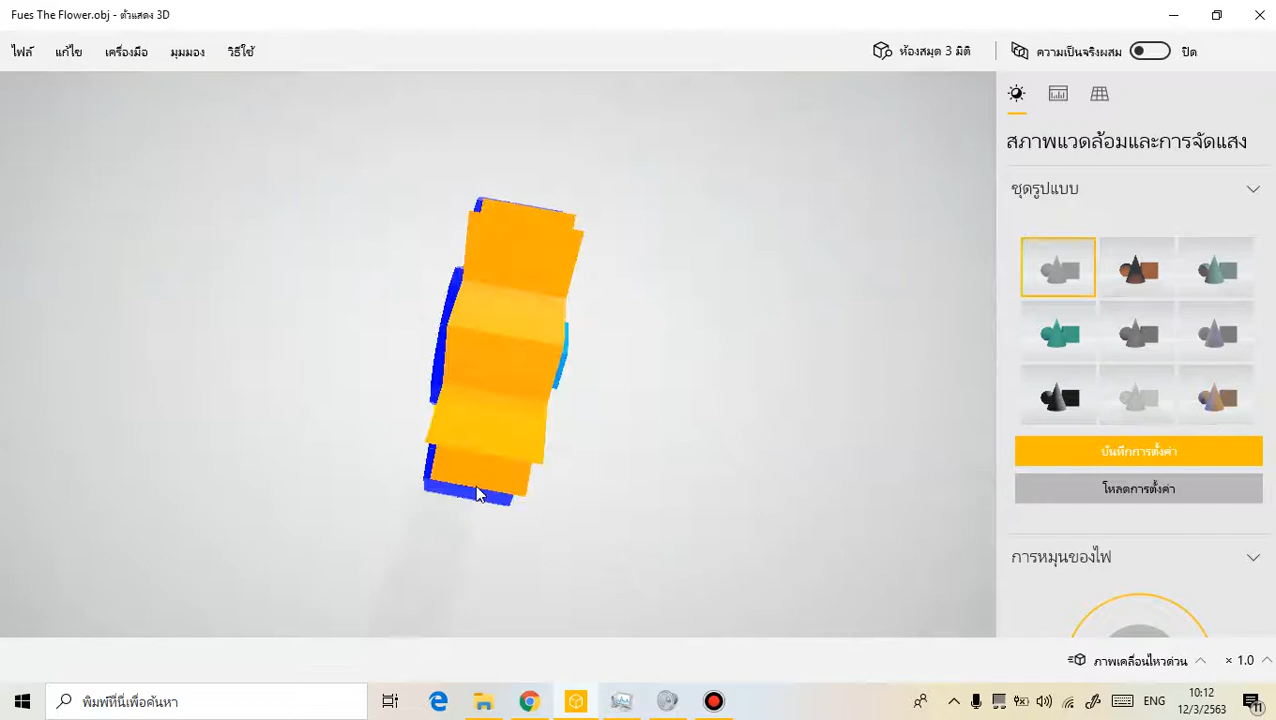 Fues The Flower.obj - ตัวแสดง 3D
ไฟล์ แก้ไข เครื่องมือ มุมมอง วิธีใช้ ห้องสมุด 3 มิติ ความเป็นจริงผสม ปิด
สภาพแวดล้อมและการจัดแสง
ชุดรูปแบบ
บันทึกการตั้งค่า
โหลดการตั้งค่า
การหมุนของไฟ
ภาพเคลื่อนไหวด่วน × 1.0
พิมพ์ที่นี่เพื่อค้นหา
ENG
10:12
12/3/2563
11